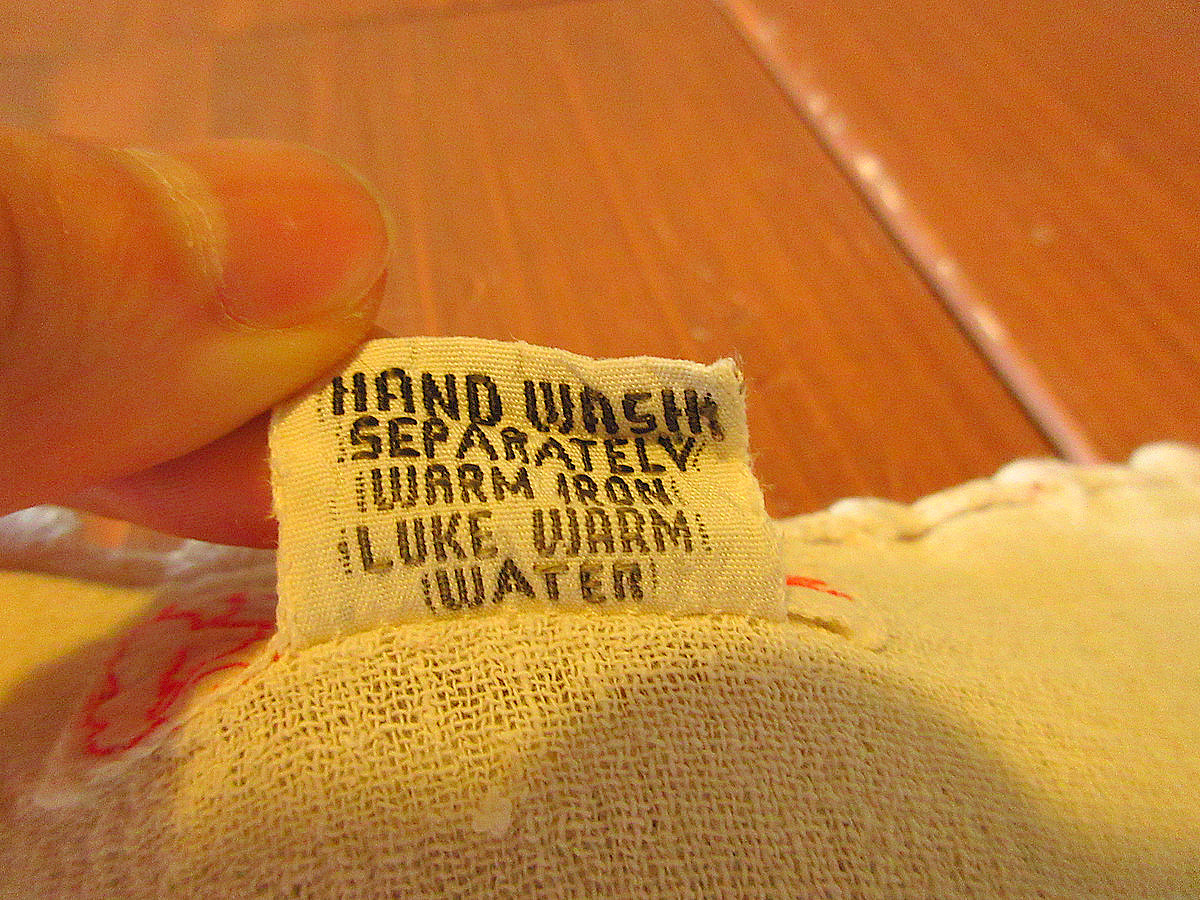 HAND WASH
SEPARATELY
WARM IRON
LUKE WARM
WATER